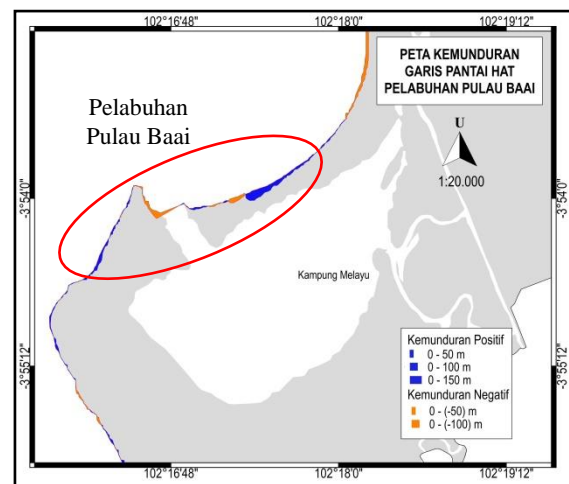 102°16'48" 102°18'0" 102°19'12"
PETA KEMUNDURAN
GARIS PANTAI HAT
PELABUHAN PULAU BAAI
U
1:20.000
Pelabuhan
Pulau Baai
-3°54'0" -3°54'0"
Kampung Melayu
Kemunduran Positif
0 - 50 m
0 - 100 m
0 - 150 m
Kemunduran Negatif
0 - (-50) m
0 - (-100) m
-3°55'12" -3°55'12"
102°16'48" 102°18'0" 102°19'12"